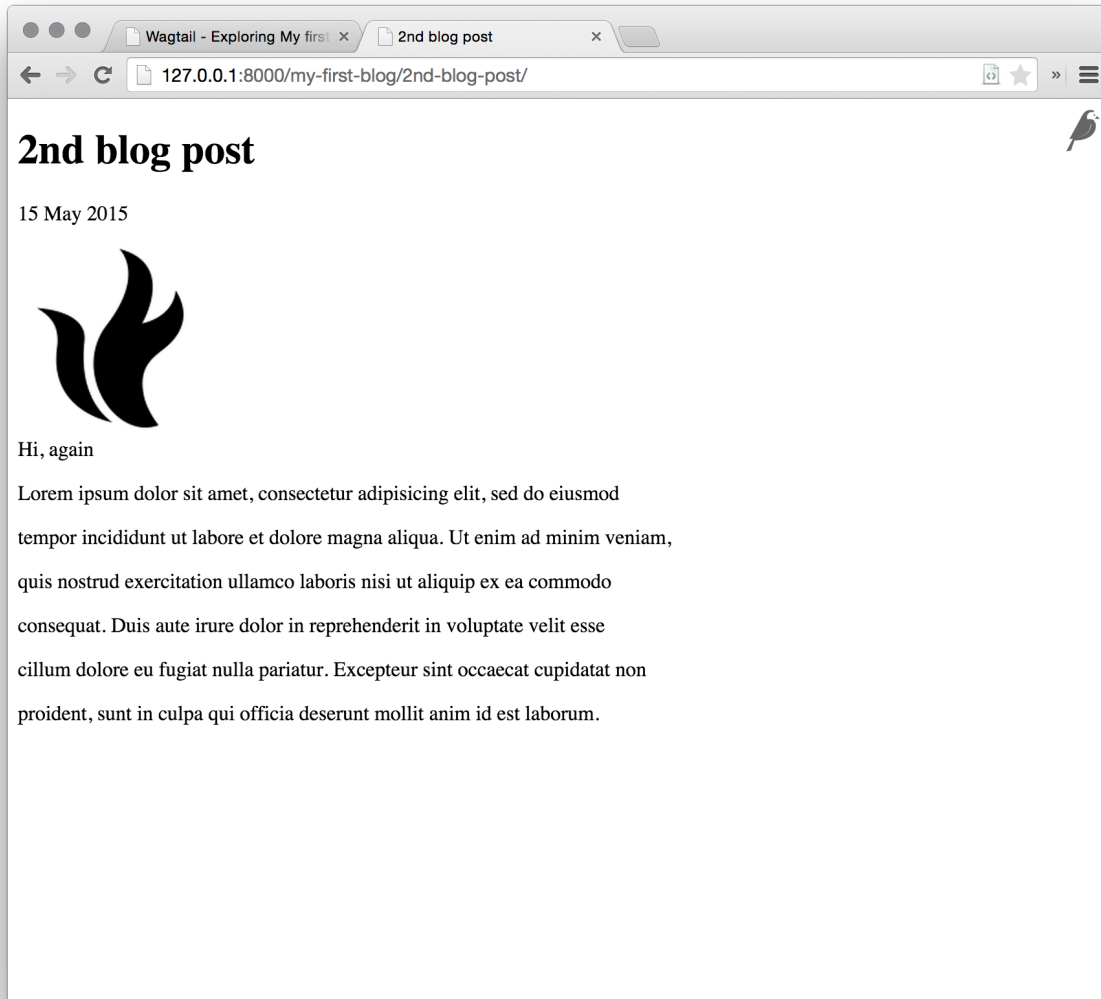 Wagtail - Exploring My first
2nd blog post
127.0.0.1:8000/my-first-blog/2nd-blog-post/
»
2nd blog post
15 May 2015
Hi, again
Lorem ipsum dolor sit amet, consectetur adipisicing elit, sed do eiusmod
tempor incididunt ut labore et dolore magna aliqua. Ut enim ad minim veniam,
quis nostrud exercitation ullamco laboris nisi ut aliquip ex ea commodo
consequat. Duis aute irure dolor in reprehenderit in voluptate velit esse
cillum dolore eu fugiat nulla pariatur. Excepteur sint occaecat cupidatat non
proident, sunt in culpa qui officia deserunt mollit anim id est laborum.